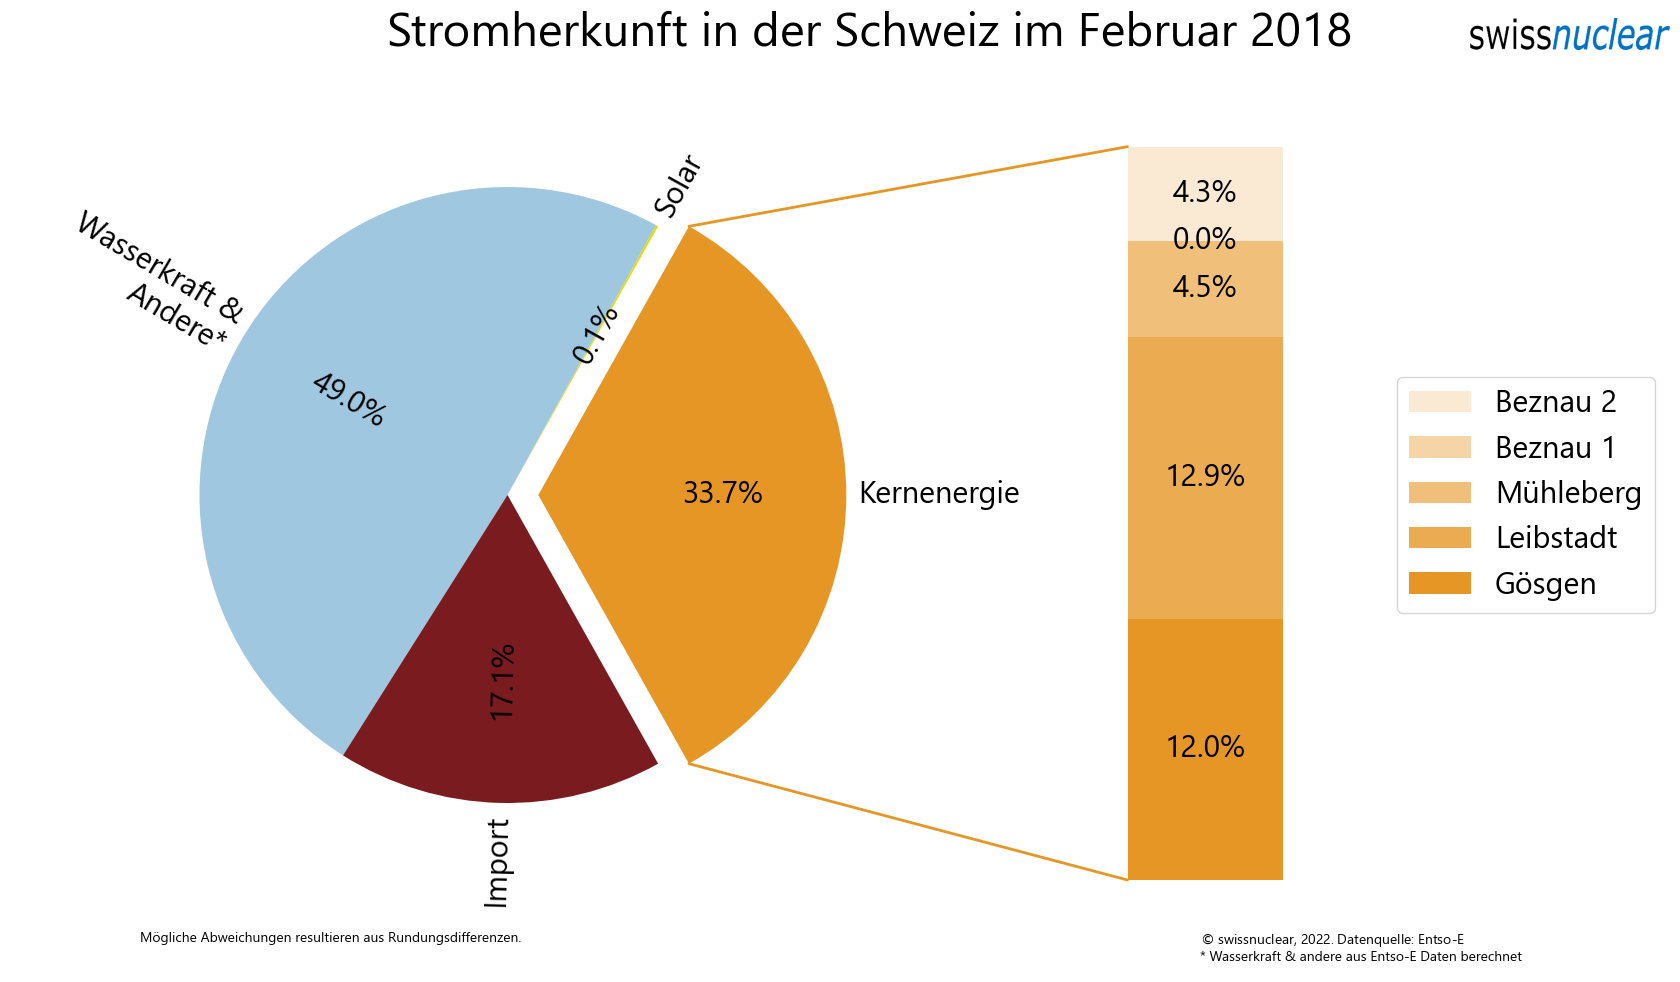 Stromherkunft in der Schweiz im Februar 2018
swissnuclear
Solar
Wasserkraft &
Andere*
0.1%
49.0%
33.7%
Kernenergie
17.1%
Import
4.3%
0.0%
4.5%
12.9%
12.0%
Beznau 2
Beznau 1
Mühleberg
Leibstadt
Gösgen
Mögliche Abweichungen resultieren aus Rundungsdifferenzen.
© swissnuclear, 2022. Datenquelle: Entso-E
* Wasserkraft & andere aus Entso-E Daten berechnet